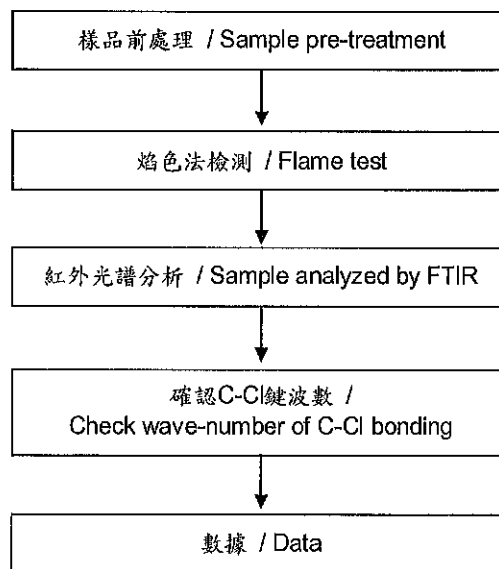 樣品前處理 / Sample pre-treatment
焰色法檢測 / Flame test
紅外光譜分析 / Sample analyzed by FTIR
確認C-Cl鍵波數 /
Check wave-number of C-Cl bonding
數據 / Data